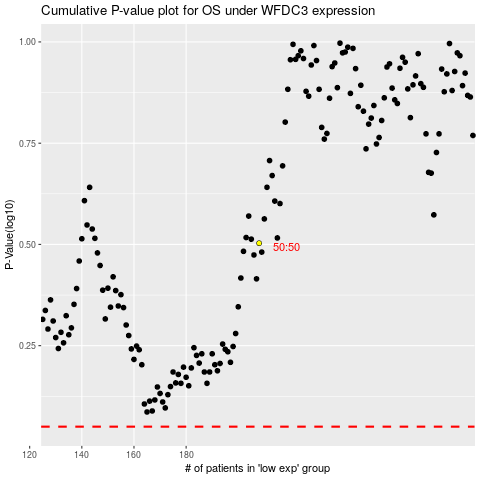 Cumulative P-value plot for OS under WFDC3 expression
P-Value(log10)
1.00
0.75
0.50
0.25
50:50
120 140 160 180
# of patients in 'low exp' group